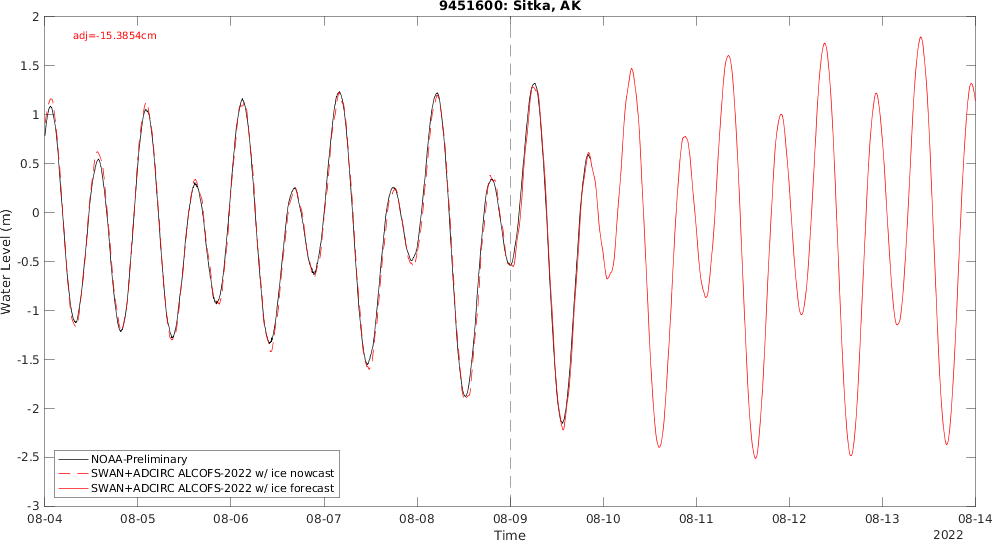 9451600: Sitka, AK
adj=-15.3854cm
Water Level (m)
2
1.5
1
0.5
0
-0.5
-1
-1.5
-2
-2.5
-3
NOAA-Preliminary
SWAN+ADCIRC ALCOFS-2022 w/ ice nowcast
SWAN+ADCIRC ALCOFS-2022 w/ ice forecast
08-04 08-05 08-06 08-07 08-08 08-09 08-10 08-11 08-12 08-13 08-14
Time
2022